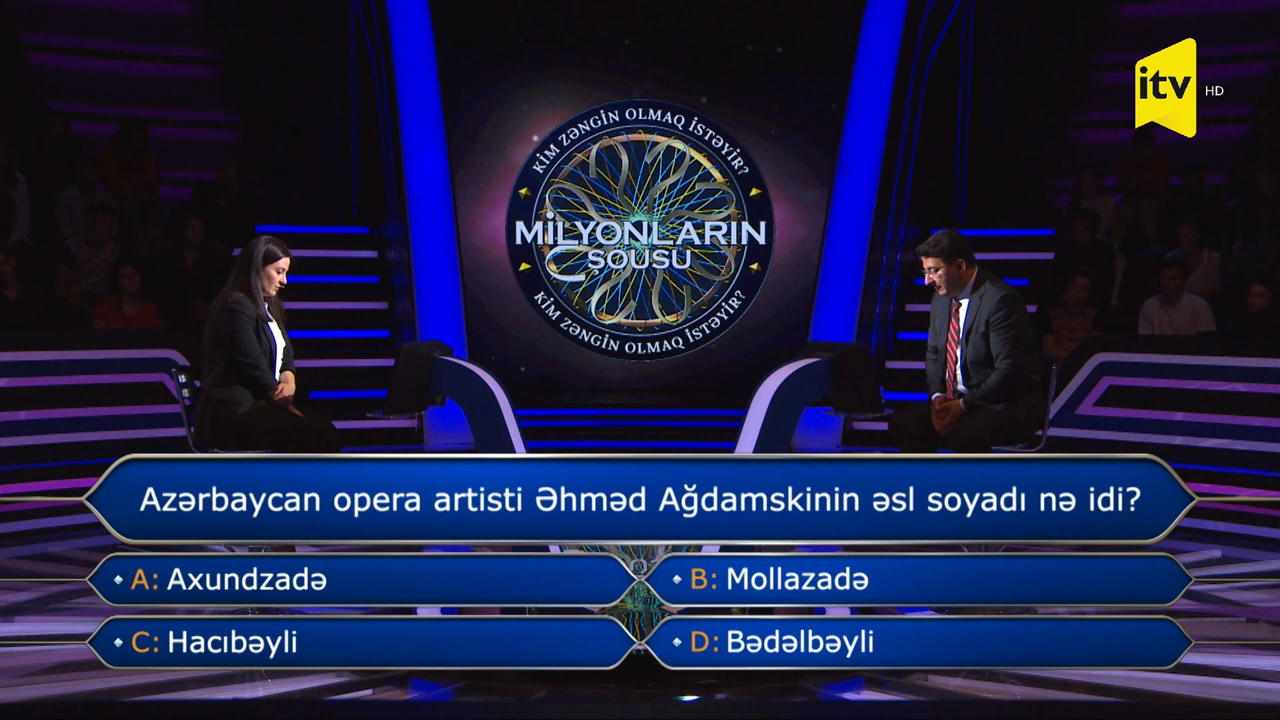 itv HD
KİM ZƏNGİN OLMAQ İSTƏYİR?
MİLYONLARIN
ŞOUSU
KİM ZƏNGİN OLMAQ İSTƏYİR?
Azərbaycan opera artisti Əhməd Ağdamskinin əsl soyadı nə idi?
A: Axundzadə
B: Mollazadə
C: Hacıbəyli
D: Bədəlbəyli